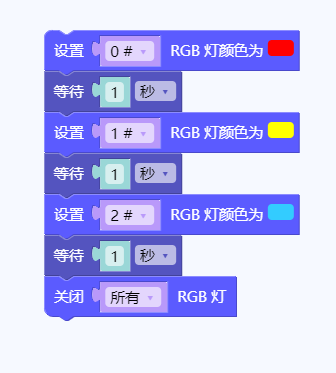 设置 0 # RGB 灯颜色为
等待 1 秒
设置 1 # RGB 灯颜色为
等待 1 秒
设置 2 # RGB 灯颜色为
等待 1 秒
关闭 所有 RGB 灯